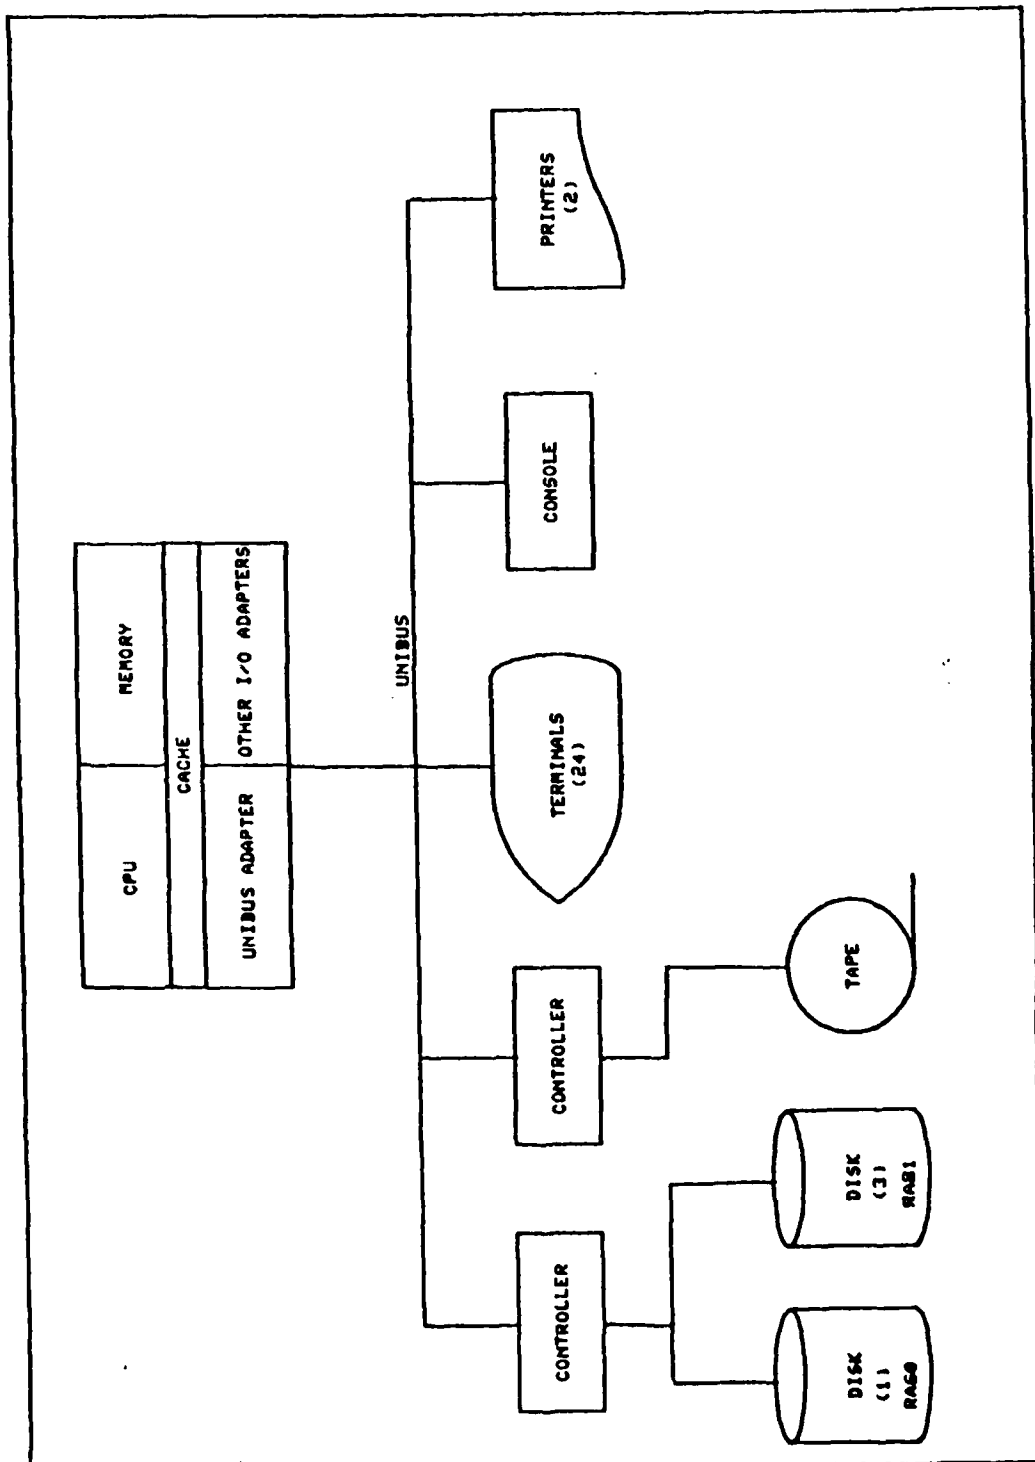 CPU
MEMORY
CACHE
UNIBUS ADAPTER
OTHER I/O ADAPTERS
UNIBUS
CONTROLLER
CONTROLLER
TERMINALS
(24)
CONSOLE
PRINTERS
(2)
DISK
(1)
RA60
DISK
(3)
RA81
TAPE